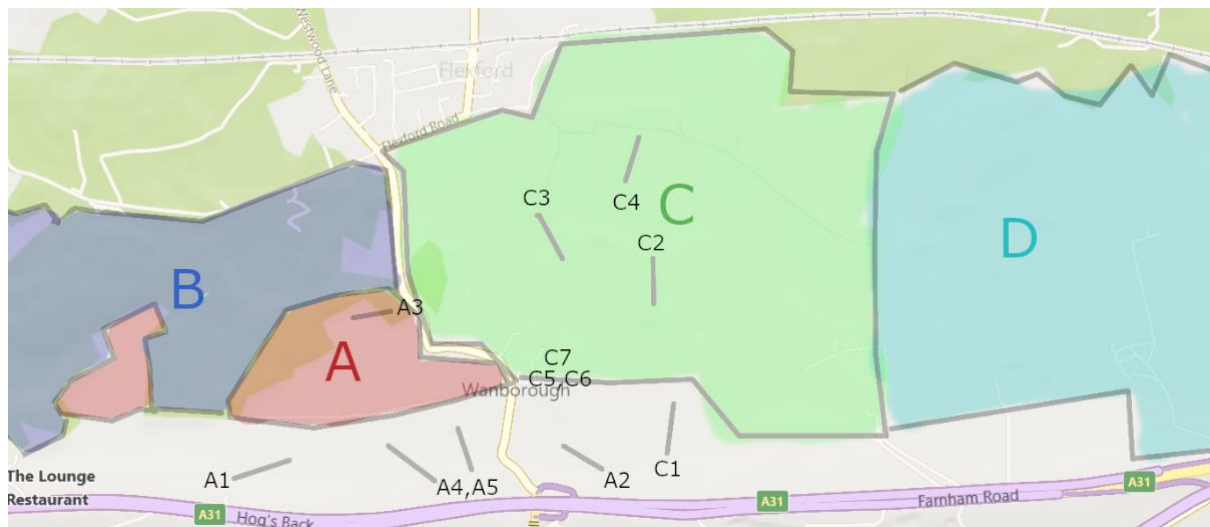 Westwood Lane
Flexford
Flexford Road
C3
C4
C
C2
D
B
A3
A
C7
C5,C6
Wanborough
The Lounge
Restaurant
A1
A4,A5
A2
C1
A31
Hog's Back
A31
Farnham Road
A31